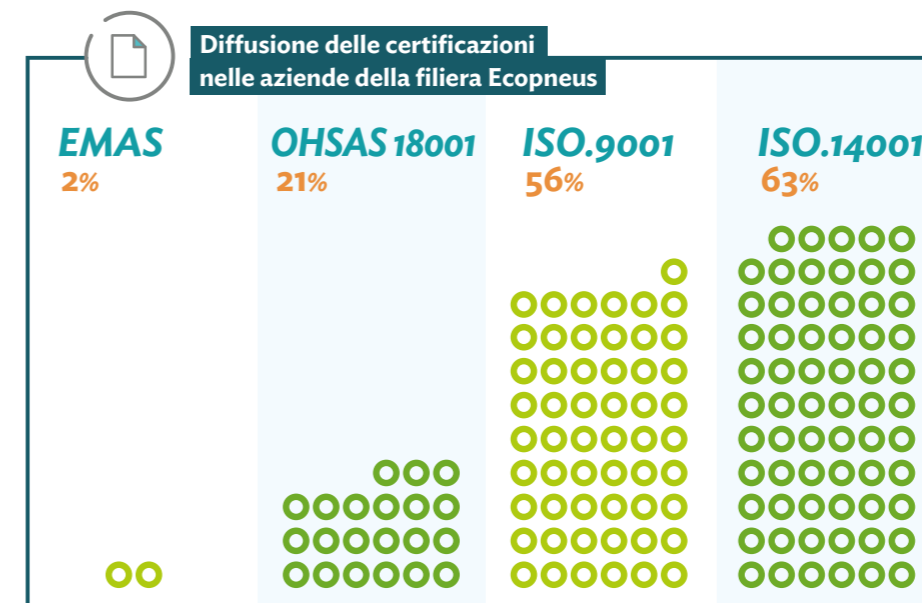 Diffusione delle certificazioni
nelle aziende della filiera Ecopneus
EMAS
2%
OHSAS 18001
21%
ISO.9001
56%
ISO.14001
63%